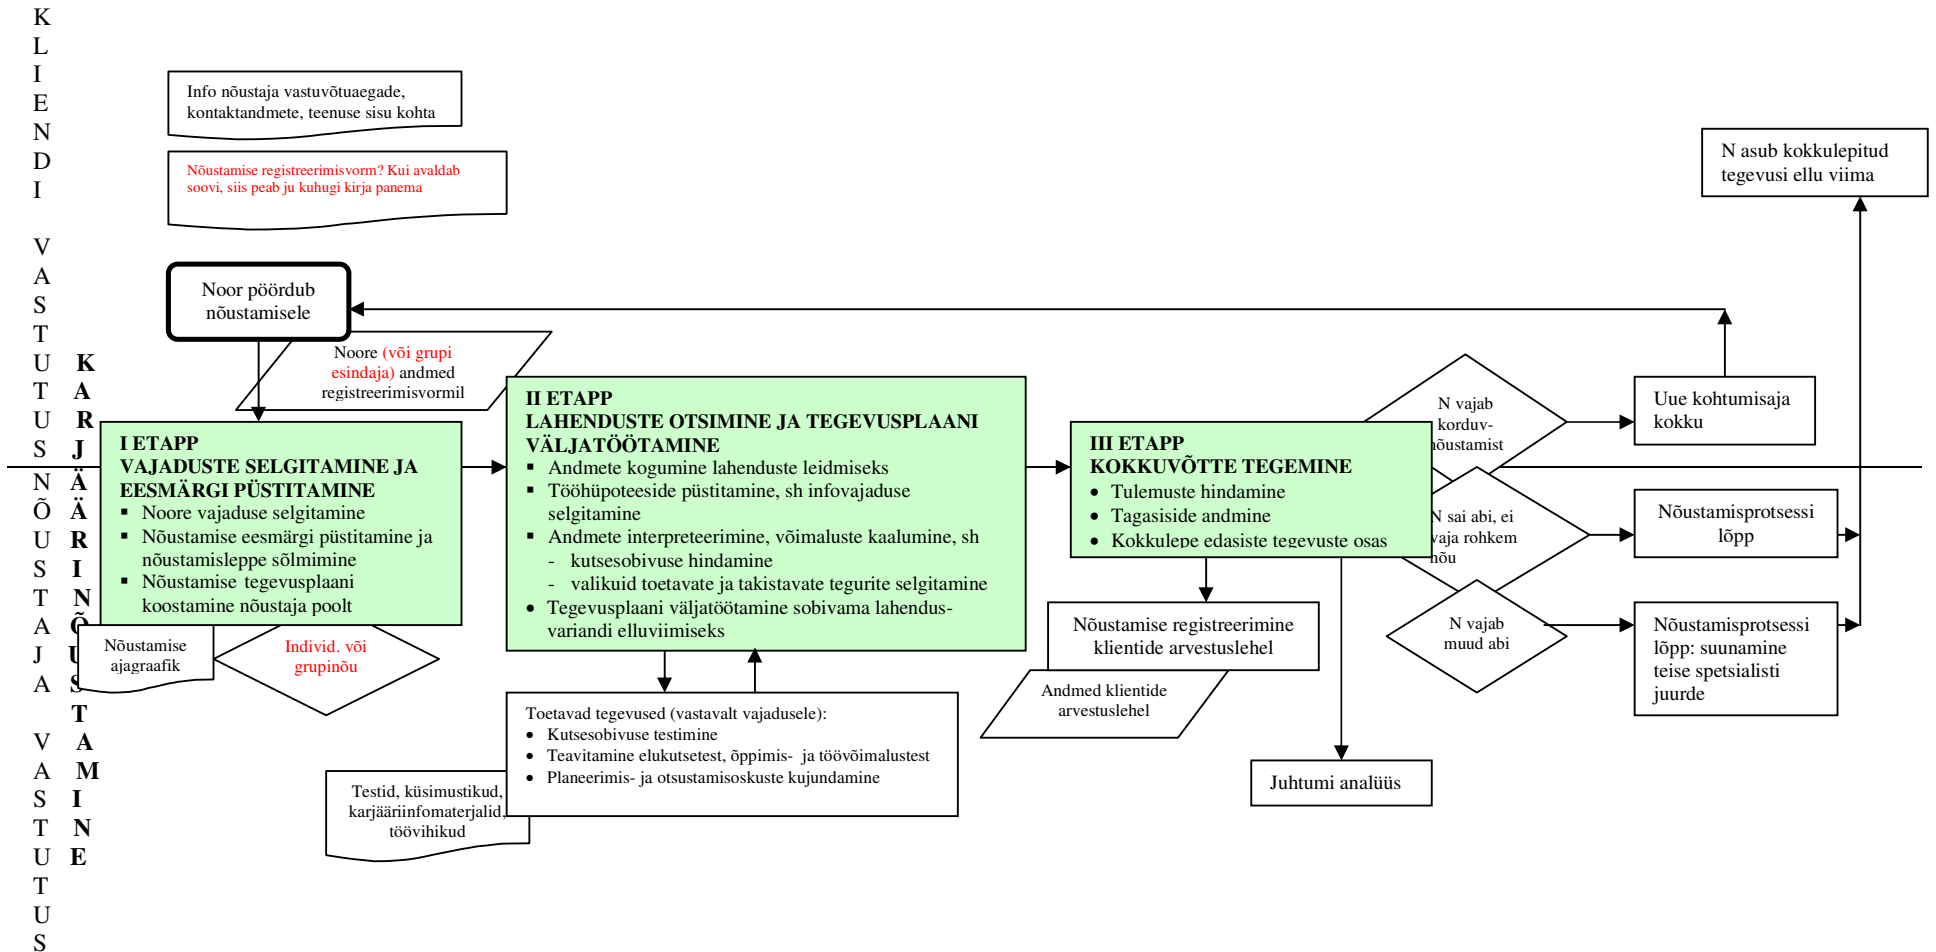 KLIENDI VASTUTUS
NÕUSTAJA VASTUTUS
KARJÄÄRINÕUSTAMINE
Info nõustaja vastuvõtuaegade,
kontaktandmete, teenuse sisu kohta
Nõustamise registreerimisvorm? Kui avaldab
soovi, siis peab ju kuhugi kirja panema
Noor pöördub
nõustamisele
Noore (või grupi
esindaja) andmed
registreerimisvormil
I ETAPP
VAJADUSTE SELGITAMINE JA
EESMÄRGI PÜSTITAMINE
▪ Noore vajaduse selgitamine
▪ Nõustamise eesmärgi püstitamine ja
nõustamisleppe sõlmimine
▪ Nõustamise tegevusplaani
koostamine nõustaja poolt
Nõustamise
ajagraafik
Individ. või
grupinõu
II ETAPP
LAHENDUSTE OTSIMINE JA TEGEVUSPLAANI
VÄLJATÖÖTAMINE
▪ Andmete kogumine lahenduste leidmiseks
▪ Tööhüpoteeside püstitamine, sh infovajaduse
selgitamine
▪ Andmete interpreteerimine, võimaluste kaalumine, sh
- kutsesobivuse hindamine
- valikuid toetavate ja takistavate tegurite selgitamine
• Tegevusplaani väljatöötamine sobivama lahendus-
variandi elluviimiseks
Toetavad tegevused (vastavalt vajadusele):
• Kutsesobivuse testimine
• Teavitamine elukutsetest, õppimis- ja töövõimalustest
• Planeerimis- ja otsustamisoskuste kujundamine
Testid, küsimustikud,
karjääriinfomaterjalid,
töövihikud
III ETAPP
KOKKUVÕTTE TEGEMINE
• Tulemuste hindamine
• Tagasiside andmine
• Kokkulepe edasiste tegevuste osas
Nõustamise registreerimine
klientide arvestuslehel
Andmed klientide
arvestuslehel
Juhtumi analüüs
N vajab
korduv-
nõustamist
N sai abi, ei
vaja rohkem
nõu
N vajab
muud abi
Uue kohtumisaja
kokku
Nõustamisprotsessi
lõpp
Nõustamisprotsessi
lõpp: suunamine
teise spetsialisti
juurde
N asub kokkulepitud
tegevusi ellu viima